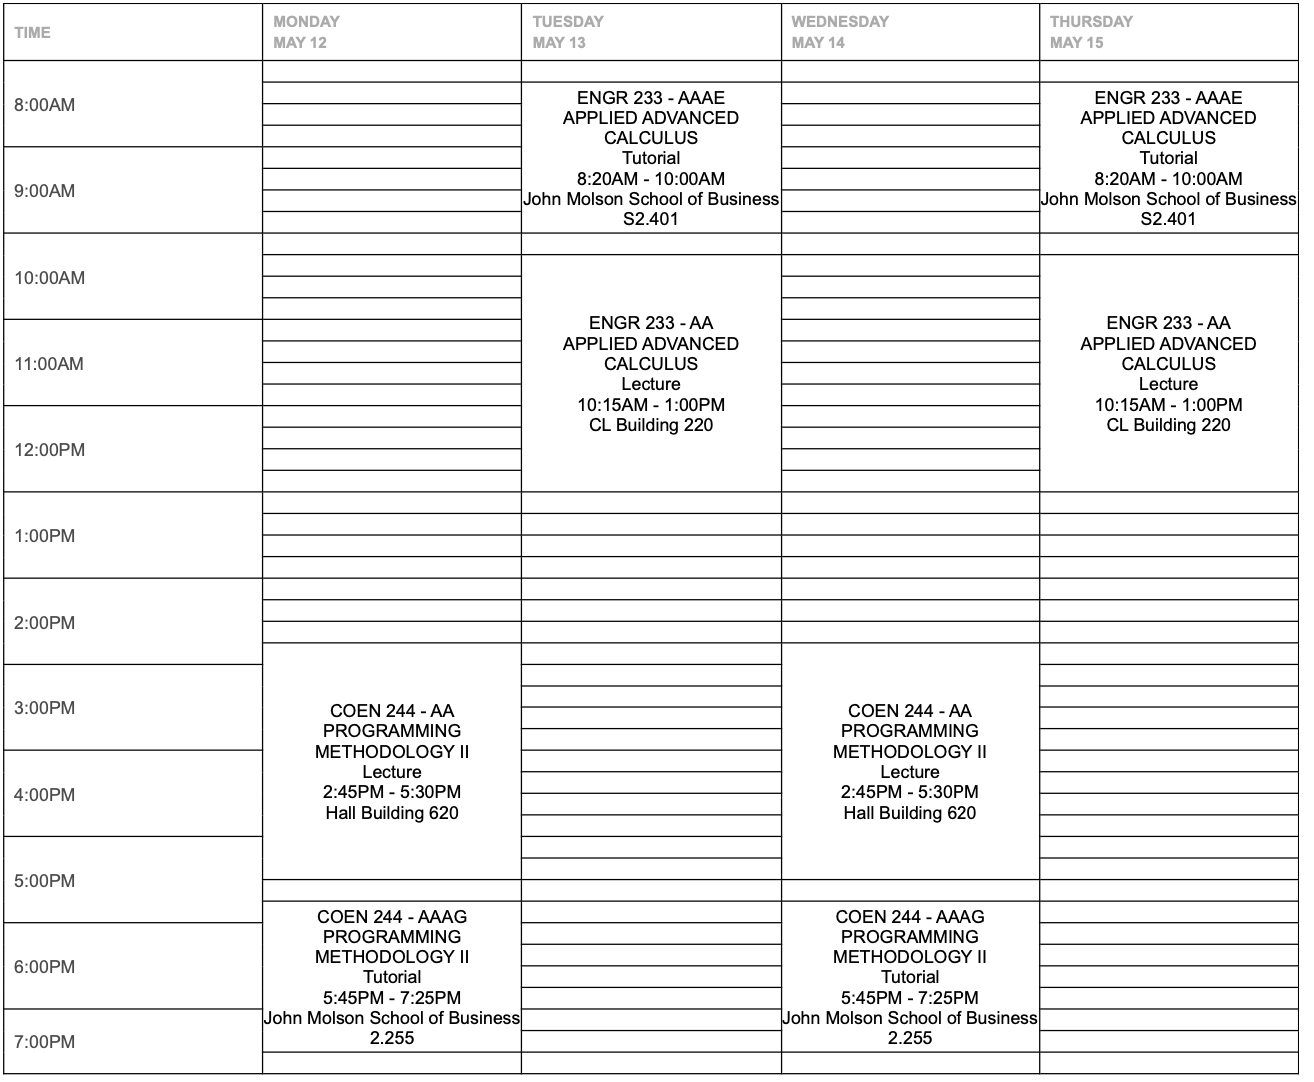 TIME
MONDAY
MAY 12
TUESDAY
MAY 13
WEDNESDAY
MAY 14
THURSDAY
MAY 15
8:00AM
9:00AM
10:00AM
11:00AM
12:00PM
1:00PM
2:00PM
3:00PM
4:00PM
5:00PM
6:00PM
7:00PM
COEN 244 - AA
PROGRAMMING
METHODOLOGY II
Lecture
2:45PM - 5:30PM
Hall Building 620
COEN 244 - AAAG
PROGRAMMING
METHODOLOGY II
Tutorial
5:45PM - 7:25PM
John Molson School of Business
2.255
ENGR 233 - AAAE
APPLIED ADVANCED
CALCULUS
Tutorial
8:20AM - 10:00AM
John Molson School of Business
S2.401
ENGR 233 - AA
APPLIED ADVANCED
CALCULUS
Lecture
10:15AM - 1:00PM
CL Building 220
COEN 244 - AA
PROGRAMMING
METHODOLOGY II
Lecture
2:45PM - 5:30PM
Hall Building 620
COEN 244 - AAAG
PROGRAMMING
METHODOLOGY II
Tutorial
5:45PM - 7:25PM
John Molson School of Business
2.255
ENGR 233 - AAAE
APPLIED ADVANCED
CALCULUS
Tutorial
8:20AM - 10:00AM
John Molson School of Business
S2.401
ENGR 233 - AA
APPLIED ADVANCED
CALCULUS
Lecture
10:15AM - 1:00PM
CL Building 220